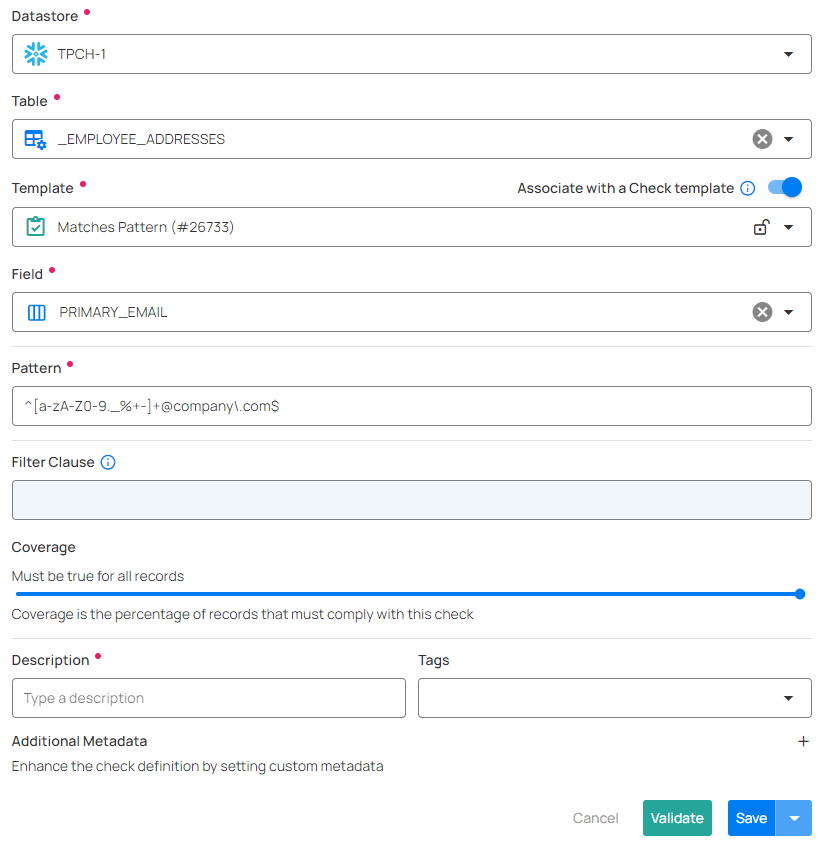 Datastore
TPCH-1
Table
_EMPLOYEE_ADDRESSES
Template
Associate with a Check template
Matches Pattern (#26733)
Field
PRIMARY_EMAIL
Pattern
^[a-zA-Z0-9._%+-]+@company\.com$
Filter Clause
Coverage
Must be true for all records
Coverage is the percentage of records that must comply with this check
Description
Tags
Type a description
Additional Metadata
Enhance the check definition by setting custom metadata
Cancel
Validate
Save